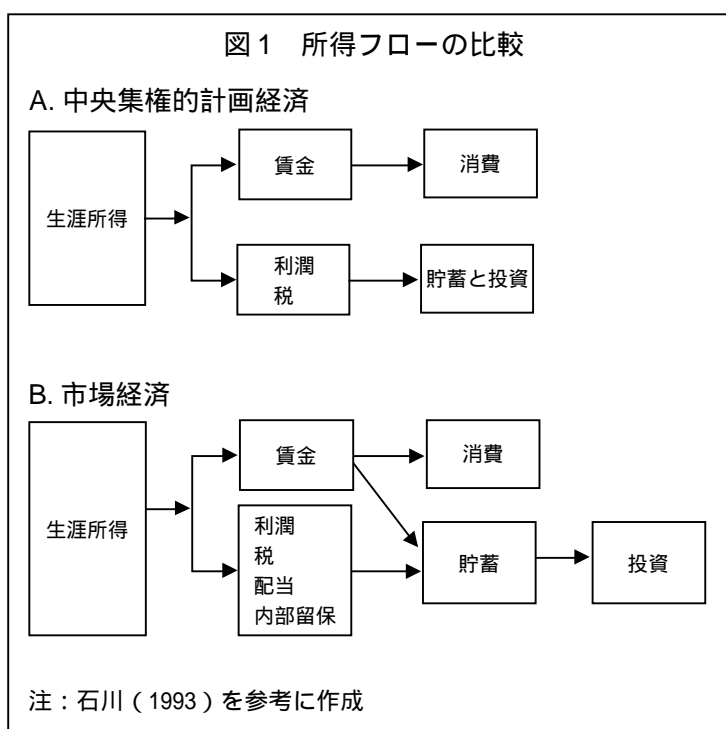 図1 所得フローの比較
A. 中央集権的計画経済
生涯所得
賃金
消費
利潤
税
貯蓄と投資
B. 市場経済
生涯所得
賃金
消費
利潤
税
配当
内部留保
貯蓄
投資
注:石川(1993)を参考に作成